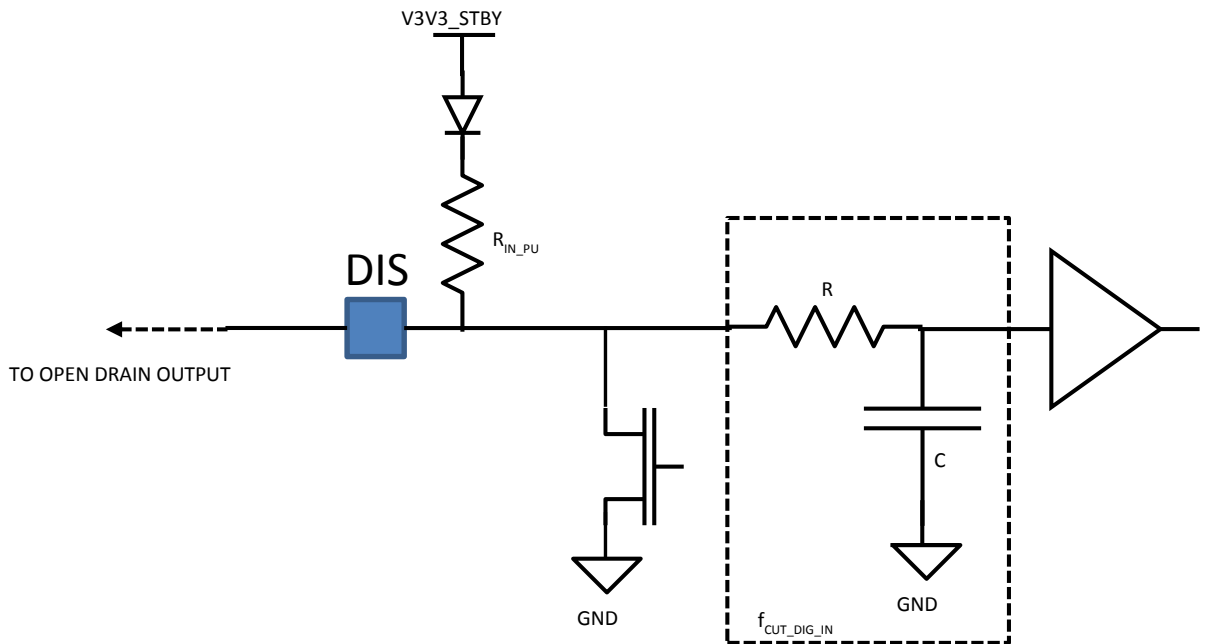 V3V3_STBY
R_IN_PU
DIS
R
TO OPEN DRAIN OUTPUT
C
GND
GND
f_CUT_DIG_IN